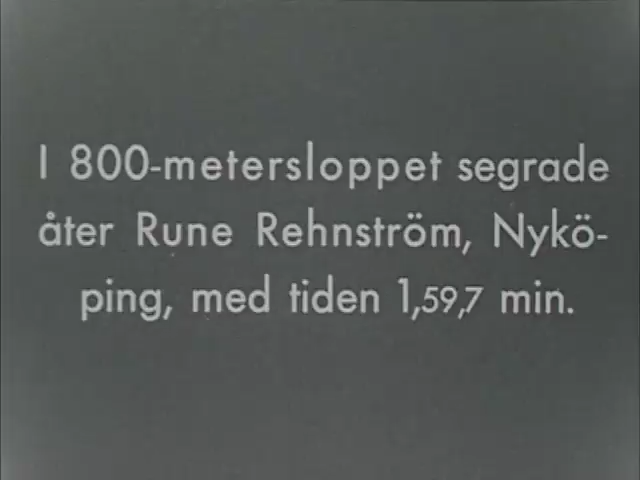 I 800-metersloppet segrade
åter Rune Rehnström, Nykö-
ping, med tiden 1,59,7 min.